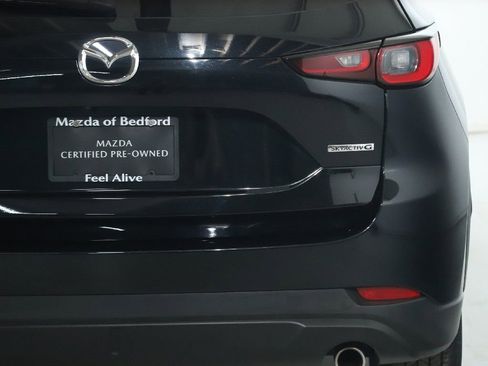 Mazda of Bedford
MAZDA
CERTIFIED PRE-OWNED
Feel Alive
SKYACTIV G